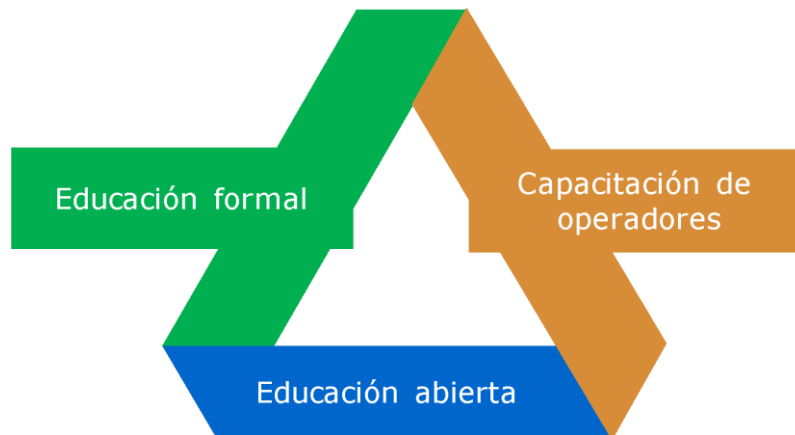 Educación formal
Capacitación de
operadores
Educación abierta